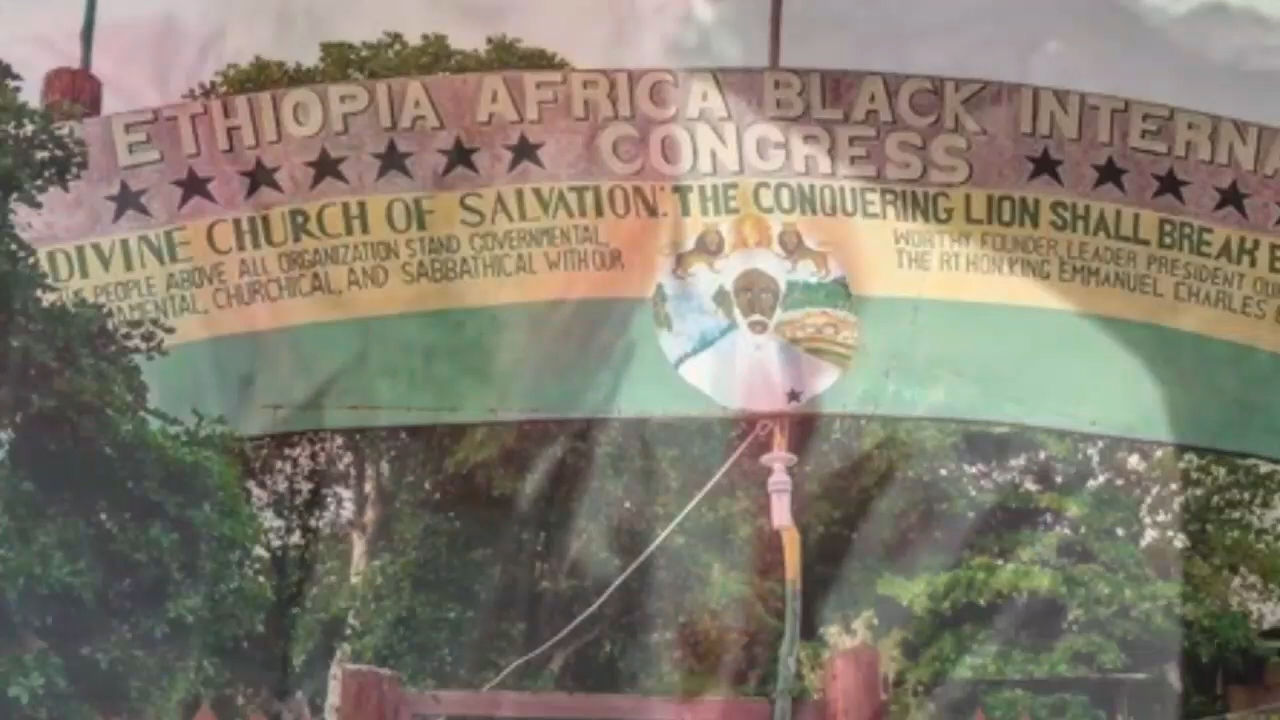 ETHIOPIA AFRICA BLACK INTERNA
CONGRESS
DIVINE CHURCH OF SALVATION. THE CONQUERING LION SHALL BREAK
PEOPLE ABOVE ALL ORGANIZATION STAND GOVERNMENTAL,
AMENTAL, CHURCHICAL, AND SABBATHICAL WITH OUR,
WORTHY FOUNDER, LEADER PRESIDENT OUR
THE RT HON KING EMMANUEL CHARLES